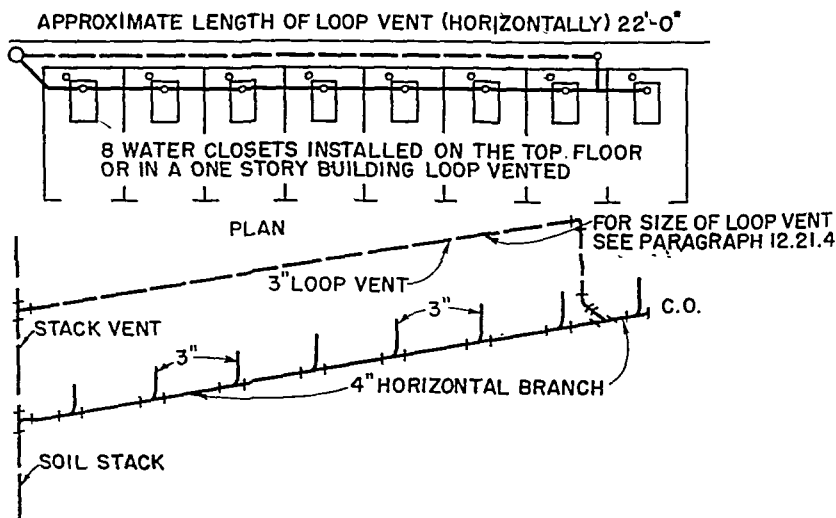 APPROXIMATE LENGTH OF LOOP VENT (HORIZONTALLY) 22'-0"
8 WATER CLOSETS INSTALLED ON THE TOP FLOOR
OR IN A ONE STORY BUILDING LOOP VENTED
PLAN
FOR SIZE OF LOOP VENT
SEE PARAGRAPH 12.21.4
3" LOOP VENT
C.O.
3"
STACK VENT
3"
4" HORIZONTAL BRANCH
SOIL STACK